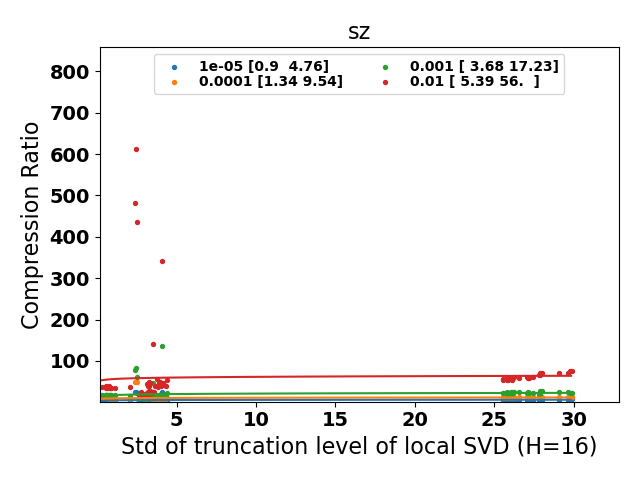 sz
1e-05 [0.9  4.76]
0.0001 [1.34 9.54]
0.001 [ 3.68 17.23]
0.01 [ 5.39 56.  ]
Compression Ratio
800
700
600
500
400
300
200
100
5 10 15 20 25 30
Std of truncation level of local SVD (H=16)